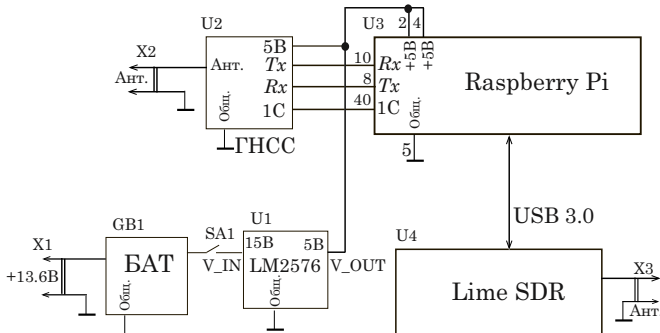 U2
U3
2 4
X2
Ант.
Ант.
5В
Tx
Rx
1С
Общ.
ГНСС
10
8
40
Rx
Tx
1С
+5В
+5В
Общ.
5
Raspberry Pi
USB 3.0
X1
+13.6В
GB1
БАТ
Общ.
SA1
V_IN
U1
15В 5В
LM2576
Общ.
V_OUT
U4
Lime SDR
X3
Ант.